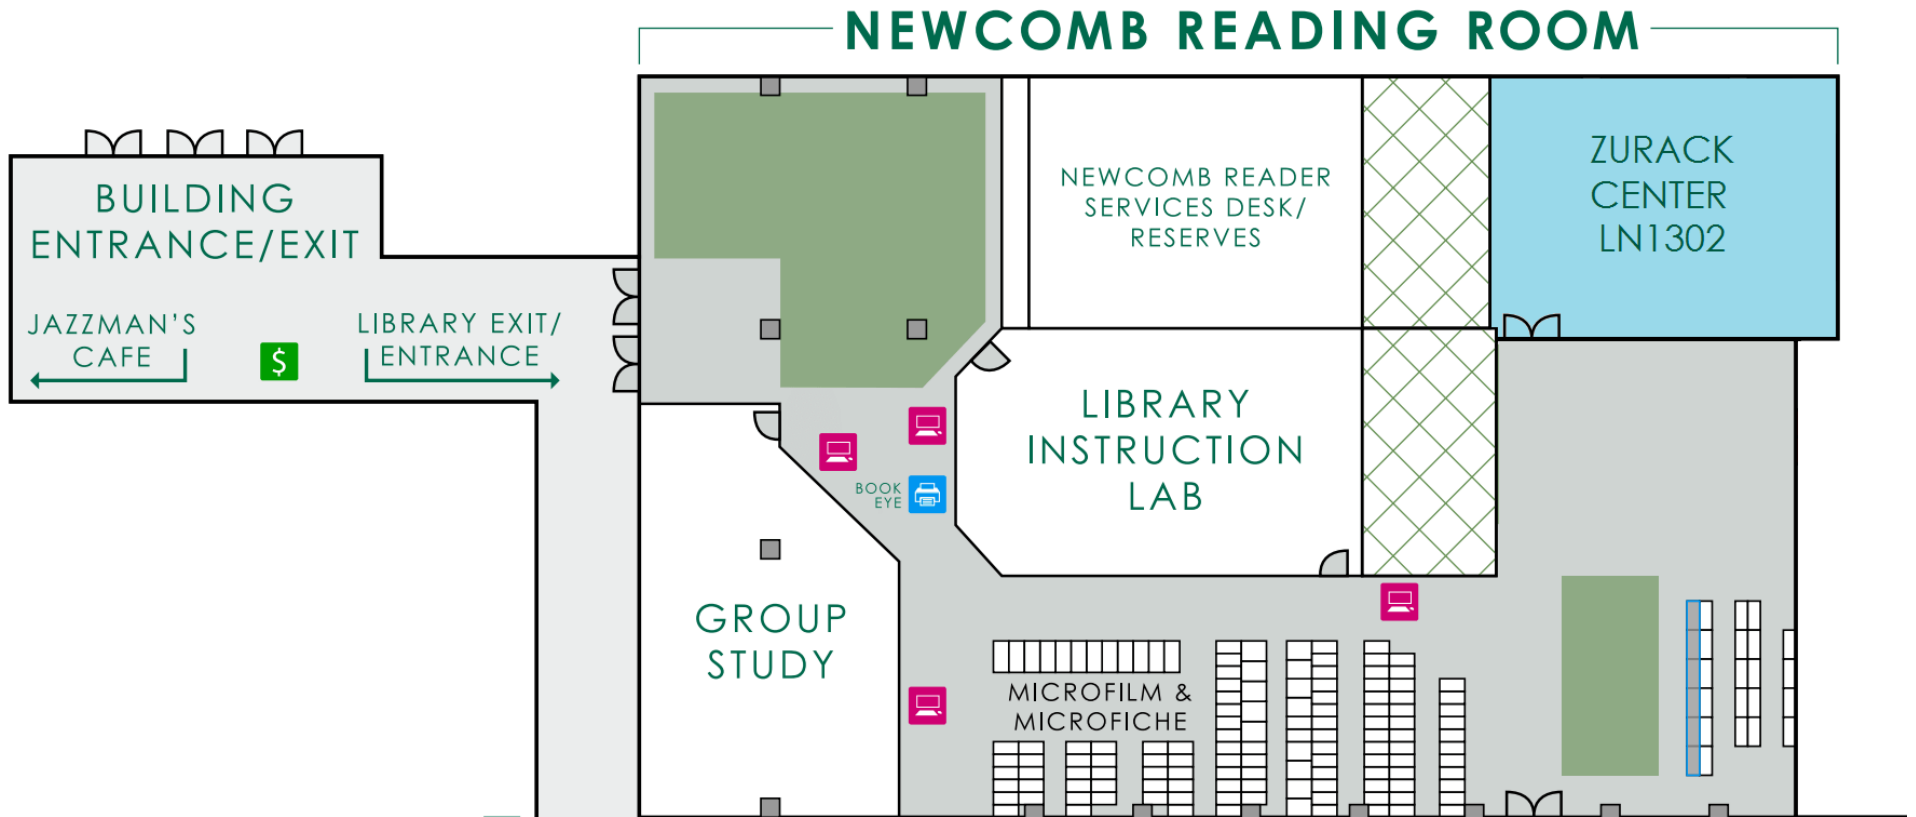 NEWCOMB READING ROOM
BUILDING
ENTRANCE/EXIT
JAZZMAN'S
CAFE
$
LIBRARY EXIT/
ENTRANCE
NEWCOMB READER
SERVICES DESK/
RESERVES
ZURACK
CENTER
LN1302
LIBRARY
INSTRUCTION
LAB
BOOK
EYE
GROUP
STUDY
MICROFILM &
MICROFICHE